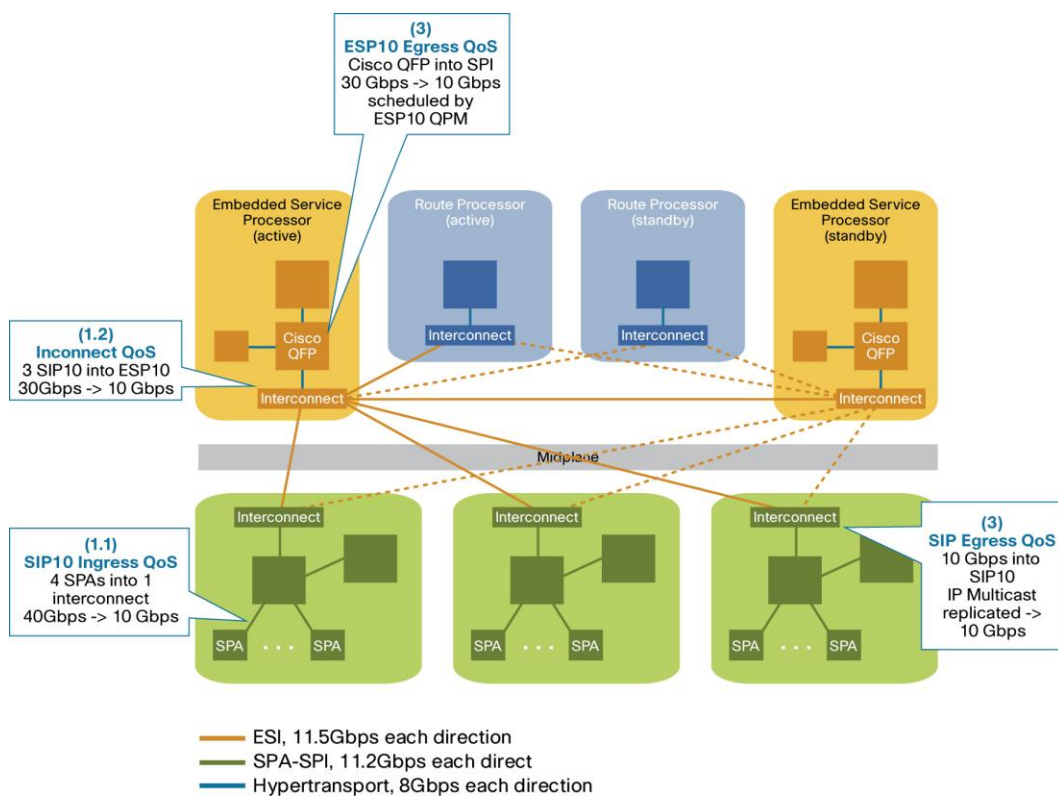 (3)
ESP10 Egress QoS
Cisco QFP into SPI
30 Gbps -> 10 Gbps
scheduled by
ESP10 QPM
Embedded Service
Processor
(active)
Route Processor
(active)
Route Processor
(standby)
Embedded Service
Processor
(standby)
(1.2)
Inconnect QoS
3 SIP10 into ESP10
30Gbps -> 10 Gbps
Cisco
QFP
Interconnect
Interconnect
Interconnect
Cisco
QFP
Interconnect
Midplane
Interconnect
Interconnect
Interconnect
(1.1)
SIP10 Ingress QoS
4 SPAs into 1
interconnect
40Gbps -> 10 Gbps
(3)
SIP Egress QoS
10 Gbps into
SIP10
IP Multicast
replicated ->
10 Gbps
SPA . . . SPA
SPA . . . SPA
SPA . . . SPA
ESI, 11.5Gbps each direction
SPA-SPI, 11.2Gbps each direct
Hypertransport, 8Gbps each direction